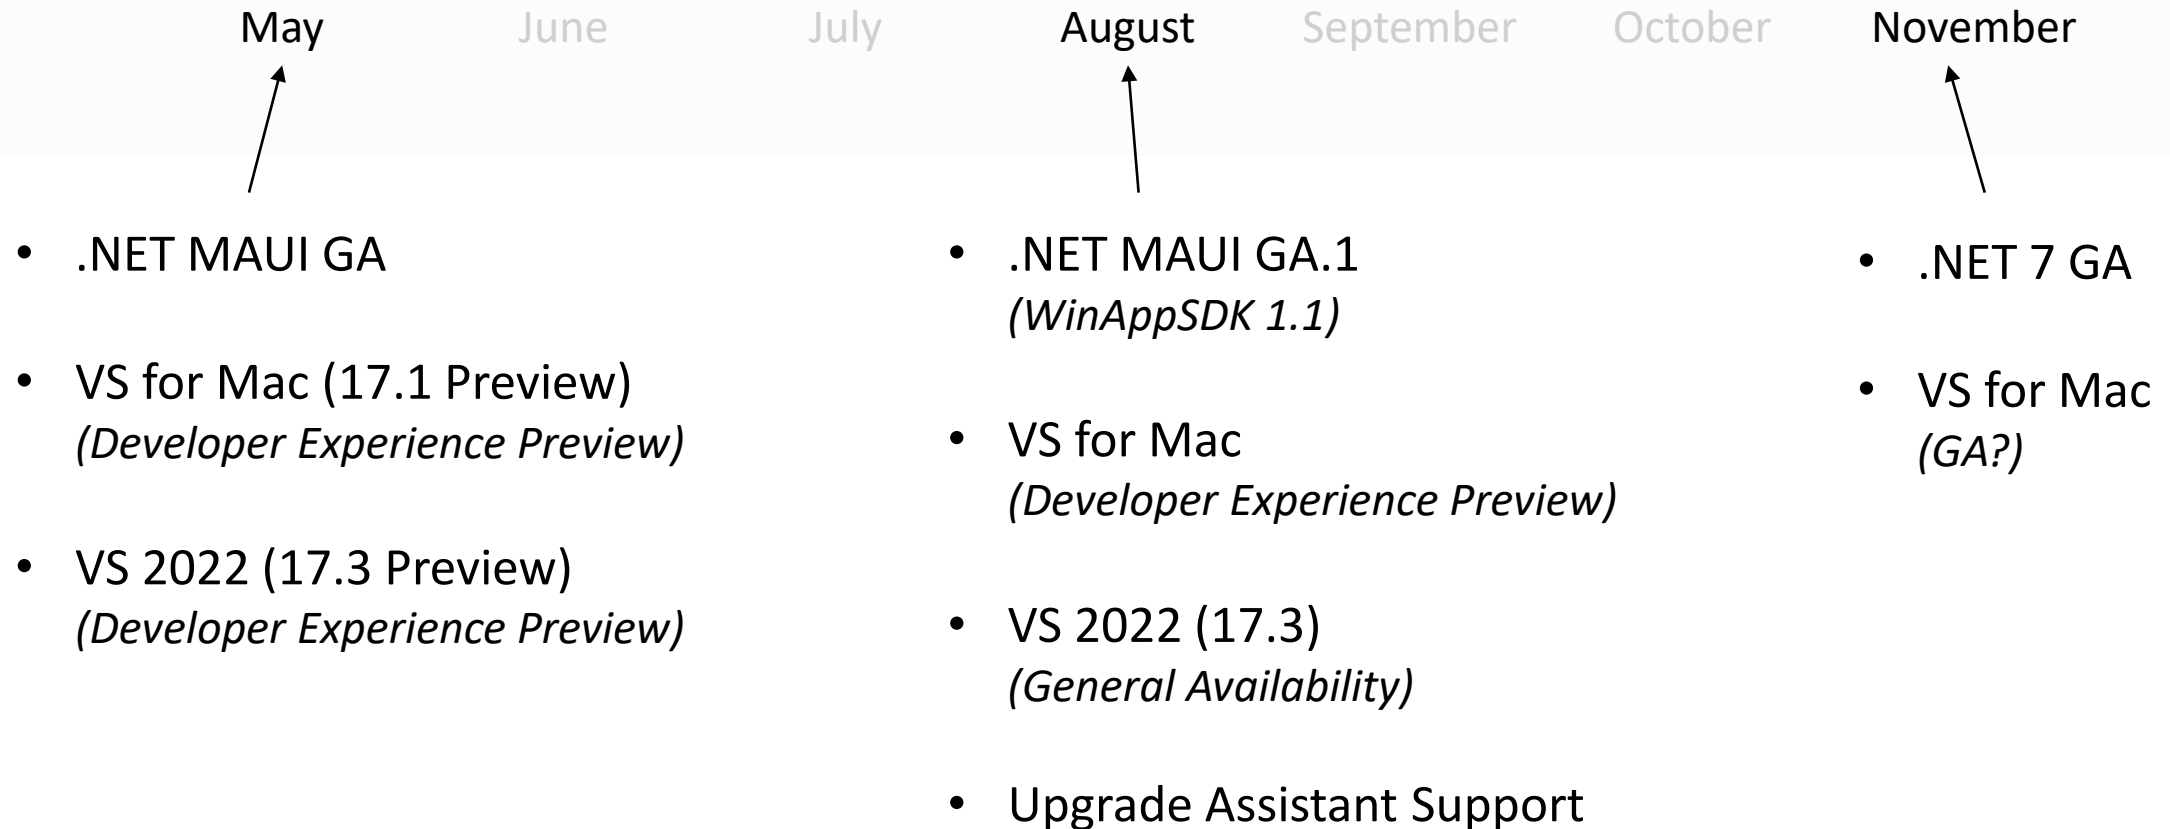 May June July August September October November
• .NET MAUI GA
• VS for Mac (17.1 Preview)
(Developer Experience Preview)
• VS 2022 (17.3 Preview)
(Developer Experience Preview)
• .NET MAUI GA.1
(WinAppSDK 1.1)
• VS for Mac
(Developer Experience Preview)
• VS 2022 (17.3)
(General Availability)
• Upgrade Assistant Support
• .NET 7 GA
• VS for Mac
(GA?)